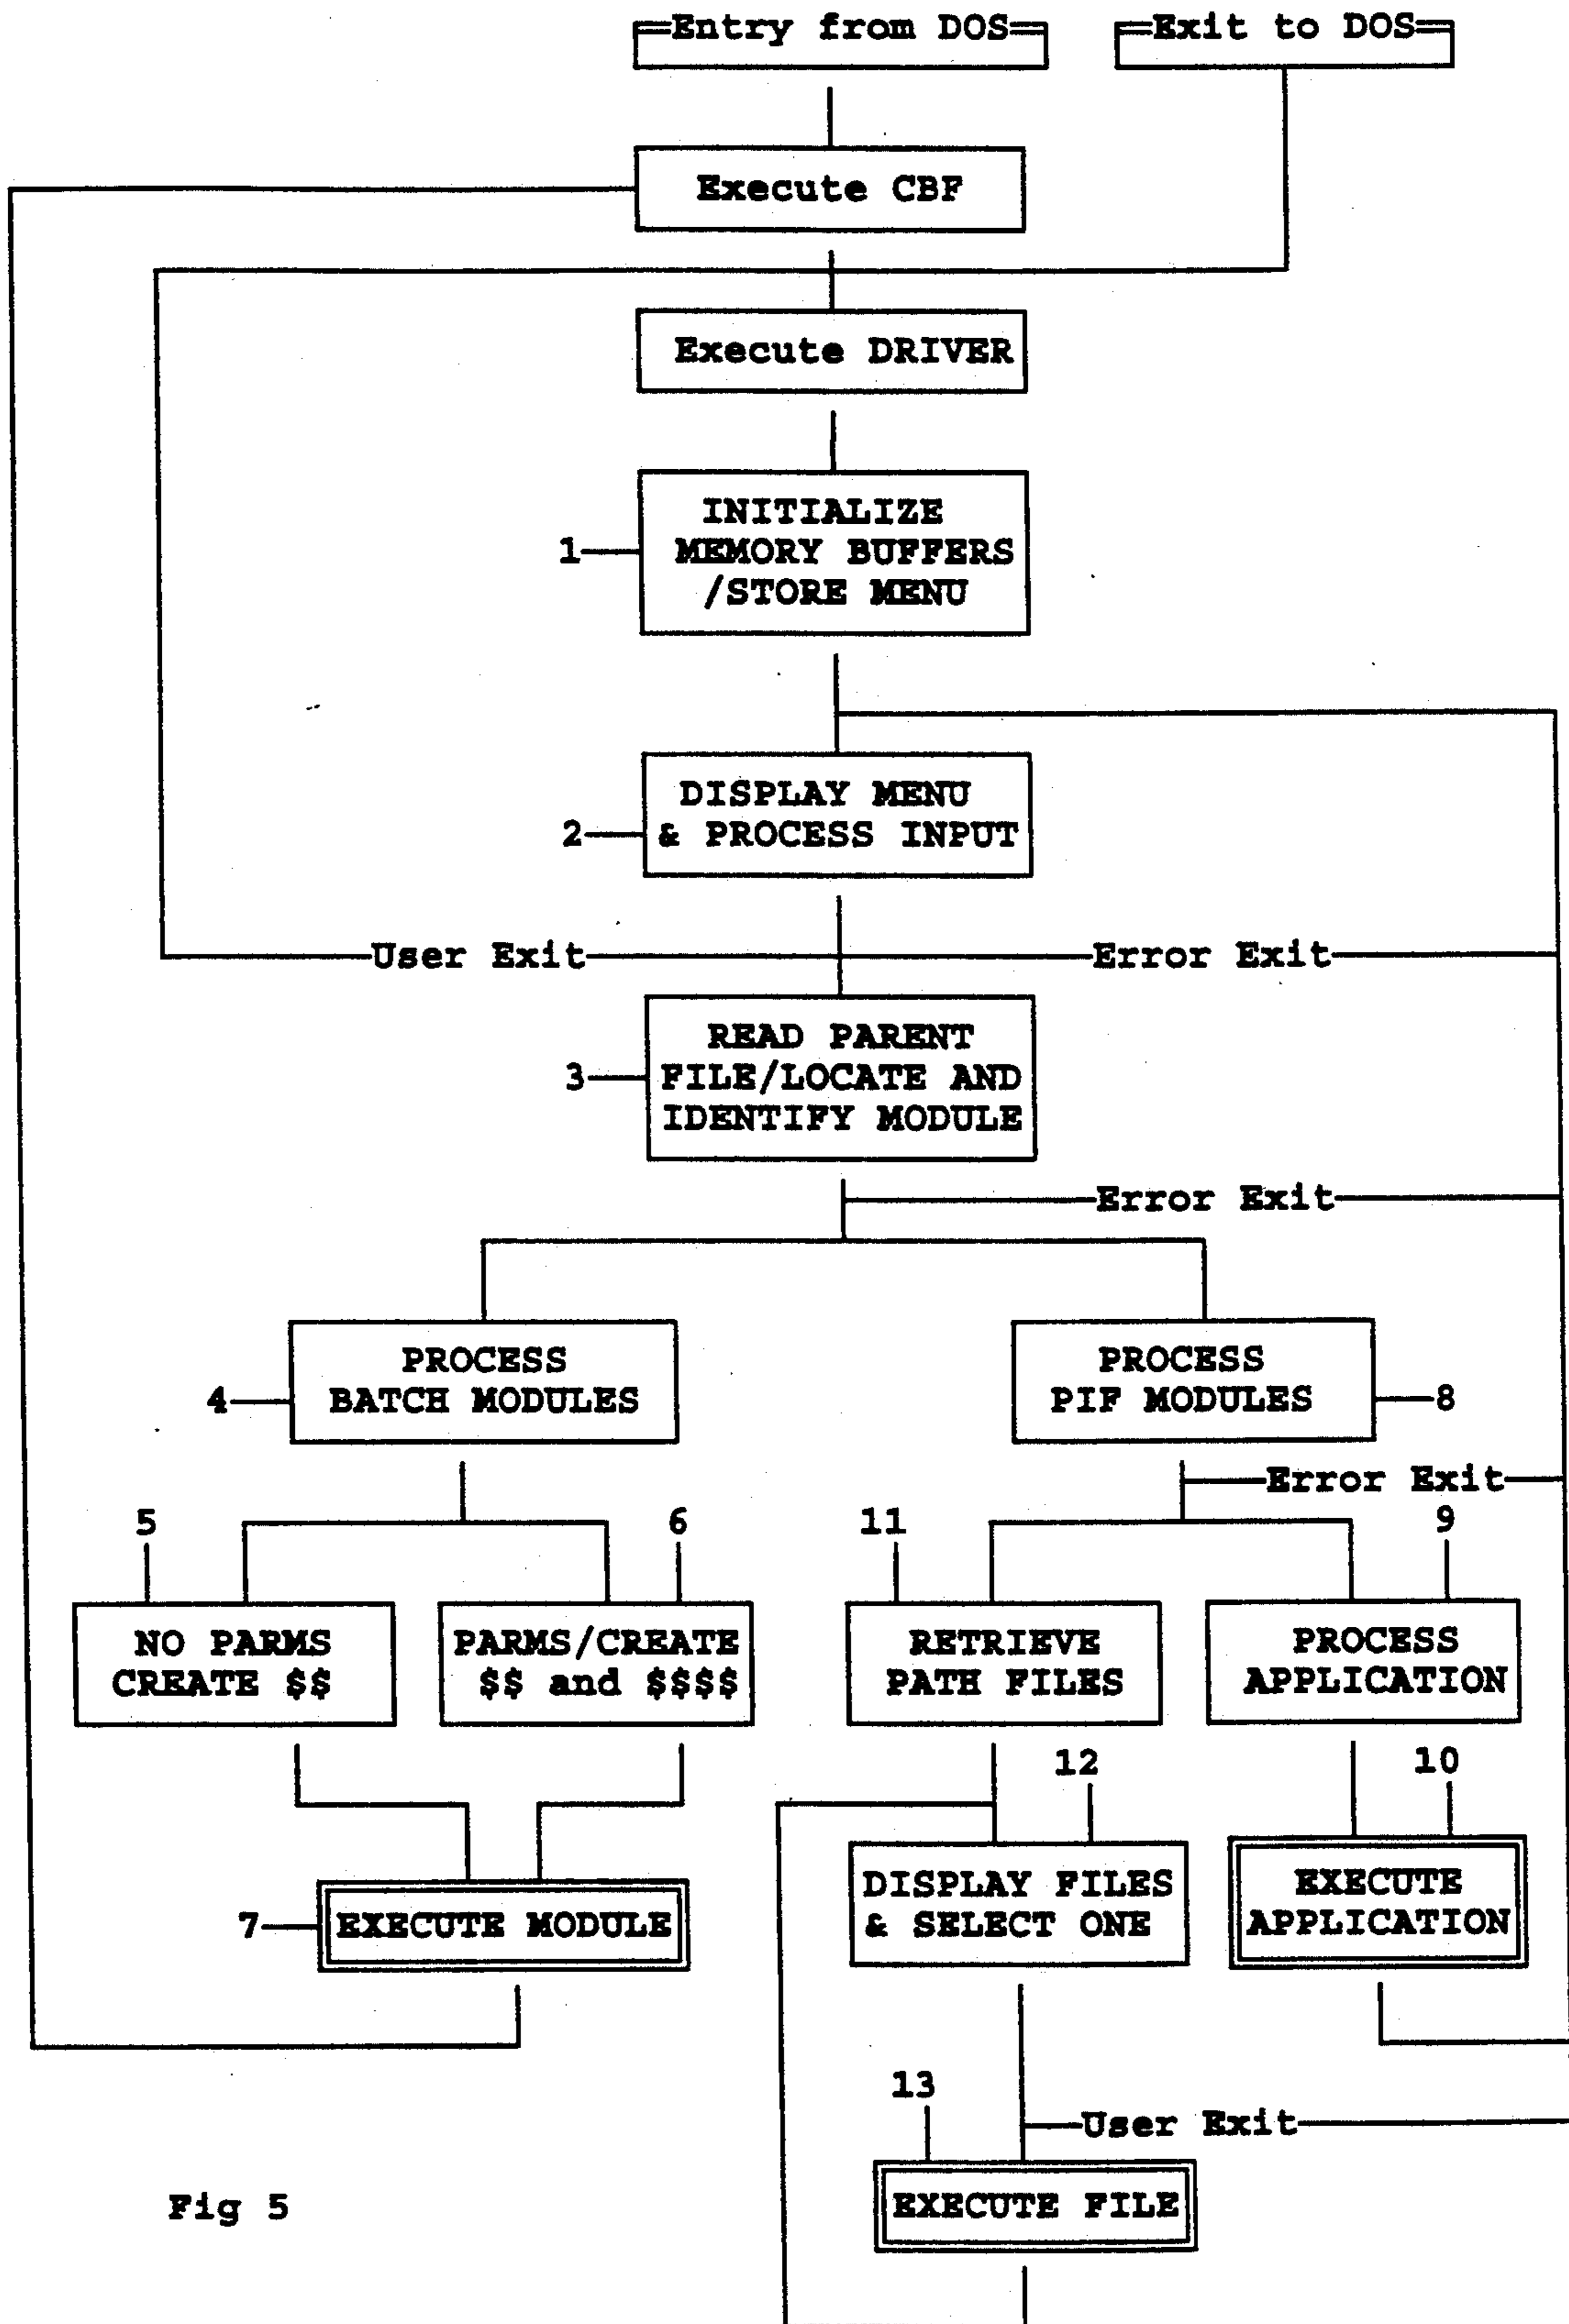 Entry from DOS
Exit to DOS
Execute CBF
Execute DRIVER
INITIALIZE
1 MEMORY BUFFERS
/STORE MENU
DISPLAY MENU
2 & PROCESS INPUT
User Exit
Error Exit
READ PARENT
3 FILE/LOCATE AND
IDENTIFY MODULE
Error Exit
PROCESS
4 BATCH MODULES
PROCESS
PIF MODULES 8
Error Exit
5
6
11
9
NO PARMS
CREATE $$
PARMS/CREATE
$$ and $$$$
RETRIEVE
PATH FILES
PROCESS
APPLICATION
12
10
7 EXECUTE MODULE
DISPLAY FILES
& SELECT ONE
EXECUTE
APPLICATION
13
User Exit
EXECUTE FILE
Fig 5